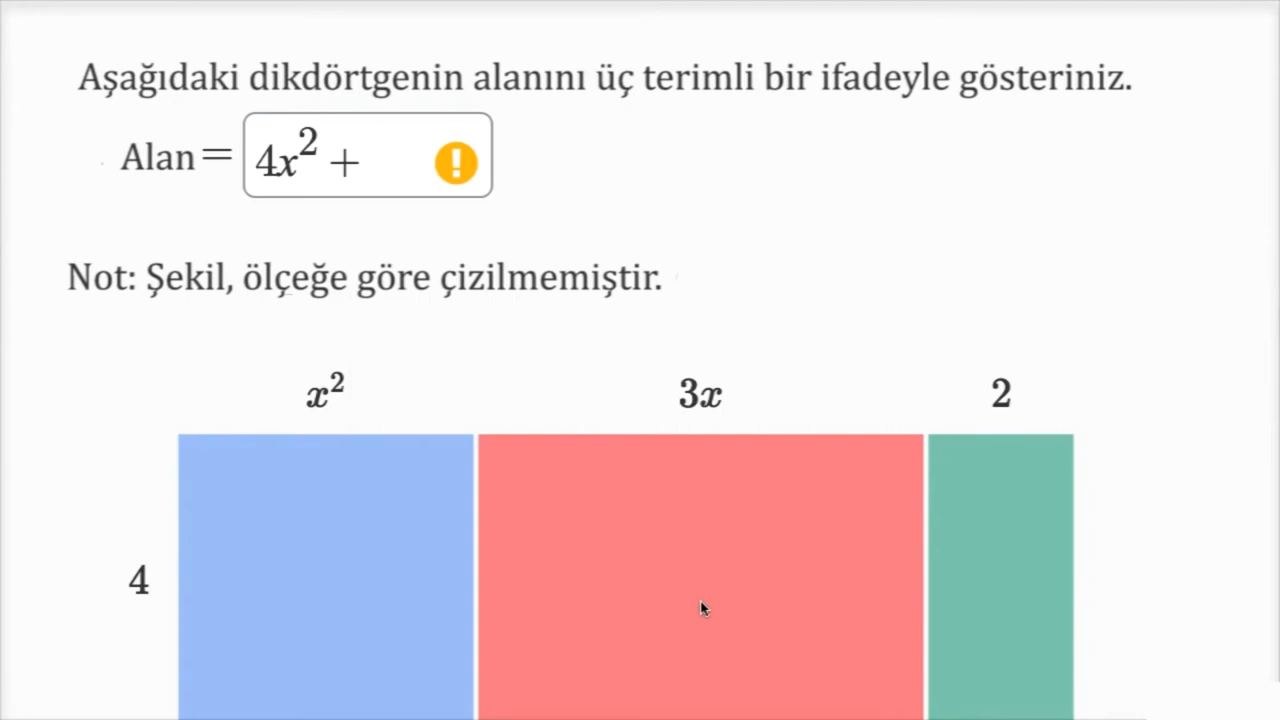 Aşağıdaki dikdörtgenin alanını üç terimli bir ifadeyle gösteriniz.
Alan = 4x² + !
Not: Şekil, ölçeğe göre çizilmemiştir.
x² 3x 2
4